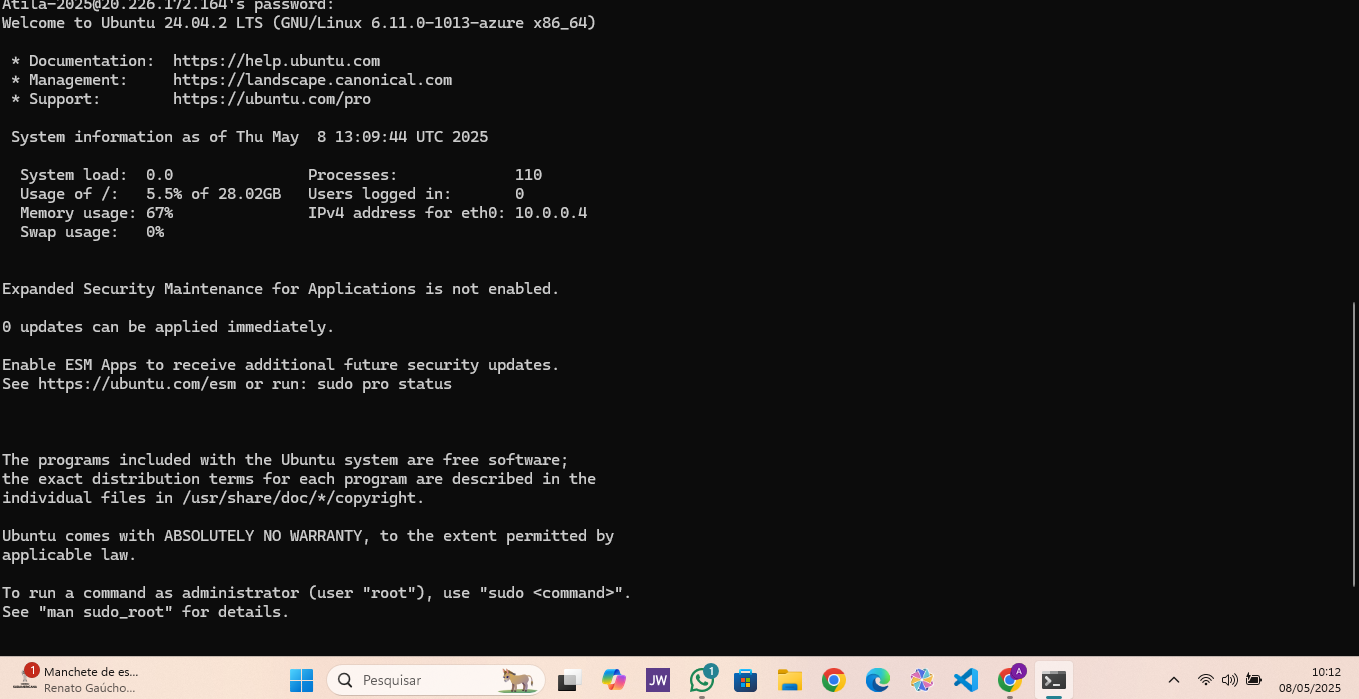 Atila-2025@20.226.172.164's password:
Welcome to Ubuntu 24.04.2 LTS (GNU/Linux 6.11.0-1013-azure x86_64)
* Documentation:  https://help.ubuntu.com
* Management:     https://landscape.canonical.com
* Support:        https://ubuntu.com/pro
System information as of Thu May  8 13:09:44 UTC 2025
System load:  0.0               Processes:             110
Usage of /:   5.5% of 28.02GB   Users logged in:       0
Memory usage: 67%               IPv4 address for eth0: 10.0.0.4
Swap usage:   0%
Expanded Security Maintenance for Applications is not enabled.
0 updates can be applied immediately.
Enable ESM Apps to receive additional future security updates.
See https://ubuntu.com/esm or run: sudo pro status
The programs included with the Ubuntu system are free software;
the exact distribution terms for each program are described in the
individual files in /usr/share/doc/*/copyright.
Ubuntu comes with ABSOLUTELY NO WARRANTY, to the extent permitted by
applicable law.
To run a command as administrator (user "root"), use "sudo <command>".
See "man sudo_root" for details.
1
Manchete de es...
Renato Gaúcho...
Pesquisar
JW
1
A
10:12
08/05/2025